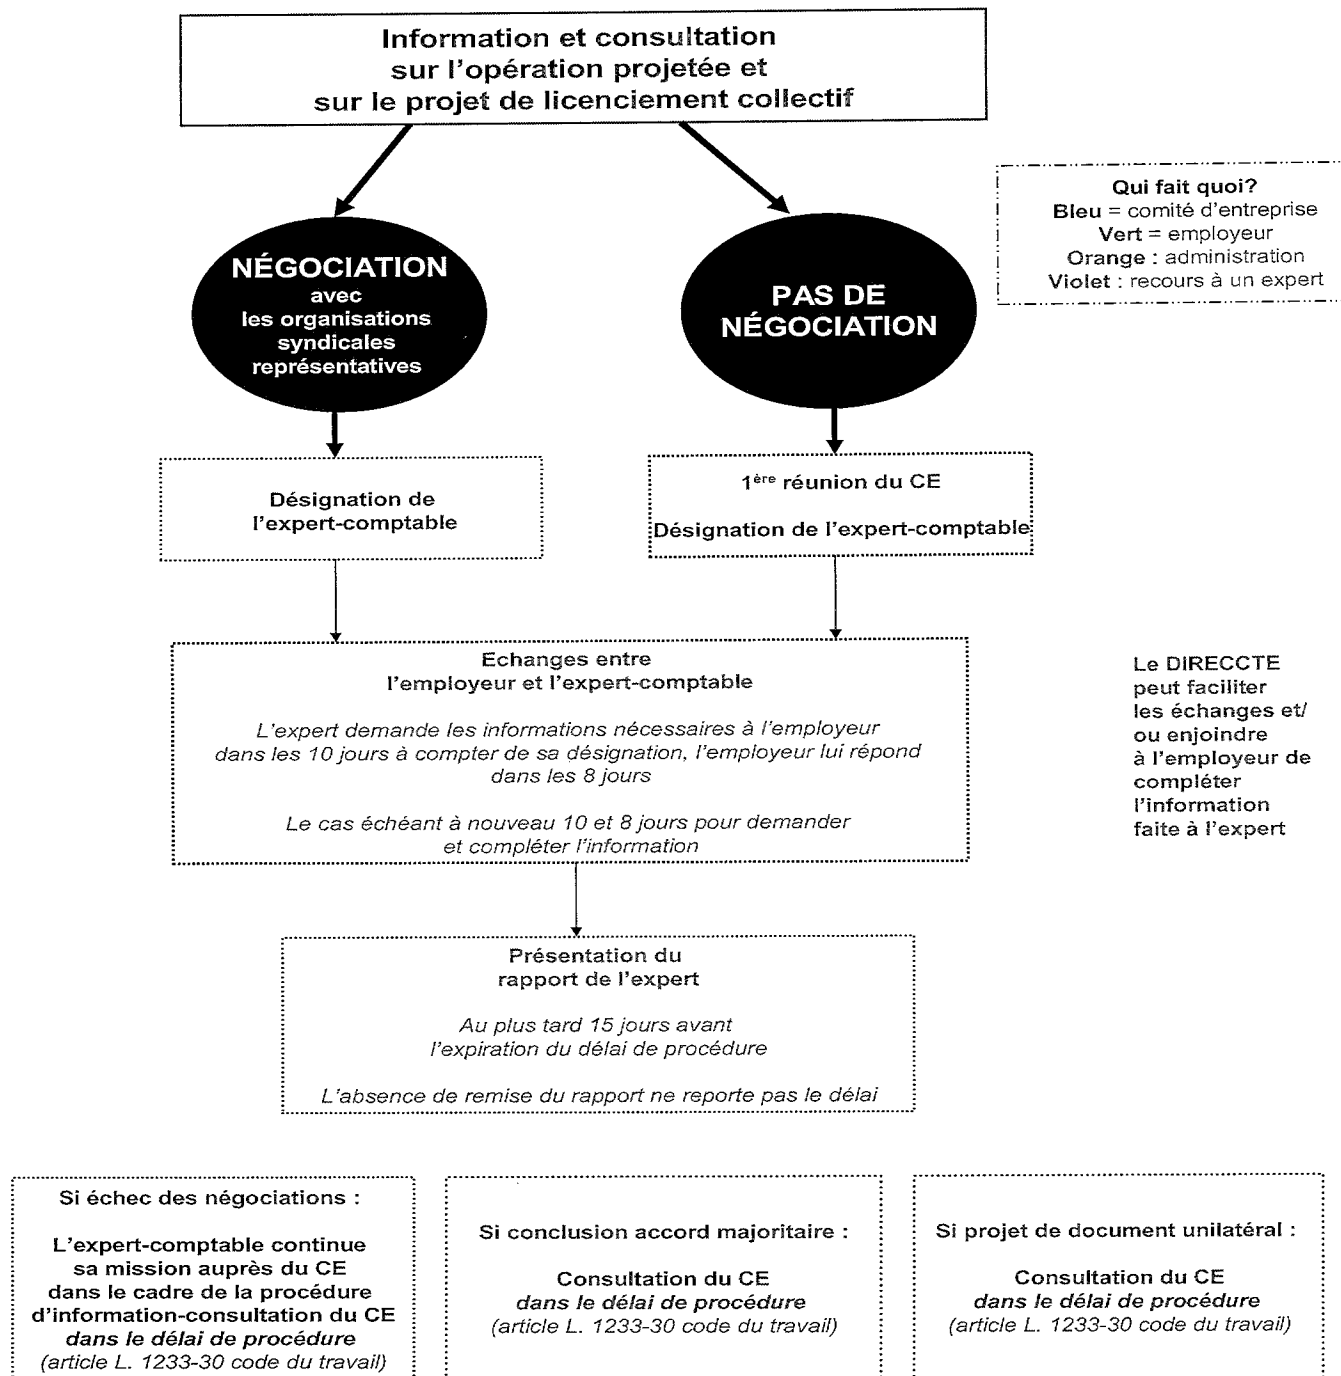 Information et consultation
sur l'opération projetée et
sur le projet de licenciement collectif
Qui fait quoi?
Bleu = comité d'entreprise
Vert = employeur
Orange : administration
Violet : recours à un expert
NÉGOCIATION
avec
les organisations
syndicales
représentatives
PAS DE
NÉGOCIATION
Désignation de
l'expert-comptable
1ère réunion du CE
Désignation de l'expert-comptable
Echanges entre
l'employeur et l'expert-comptable
L'expert demande les informations nécessaires à l'employeur
dans les 10 jours à compter de sa désignation, l'employeur lui répond
dans les 8 jours
Le cas échéant à nouveau 10 et 8 jours pour demander
et compléter l'information
Le DIRECCTE
peut faciliter
les échanges et/
ou enjoindre
à l'employeur de
compléter
l'information
faite à l'expert
Présentation du
rapport de l'expert
Au plus tard 15 jours avant
l'expiration du délai de procédure
L'absence de remise du rapport ne reporte pas le délai
Si échec des négociations :
L'expert-comptable continue
sa mission auprès du CE
dans le cadre de la procédure
d'information-consultation du CE
dans le délai de procédure
(article L. 1233-30 code du travail)
Si conclusion accord majoritaire :
Consultation du CE
dans le délai de procédure
(article L. 1233-30 code du travail)
Si projet de document unilatéral :
Consultation du CE
dans le délai de procédure
(article L. 1233-30 code du travail)